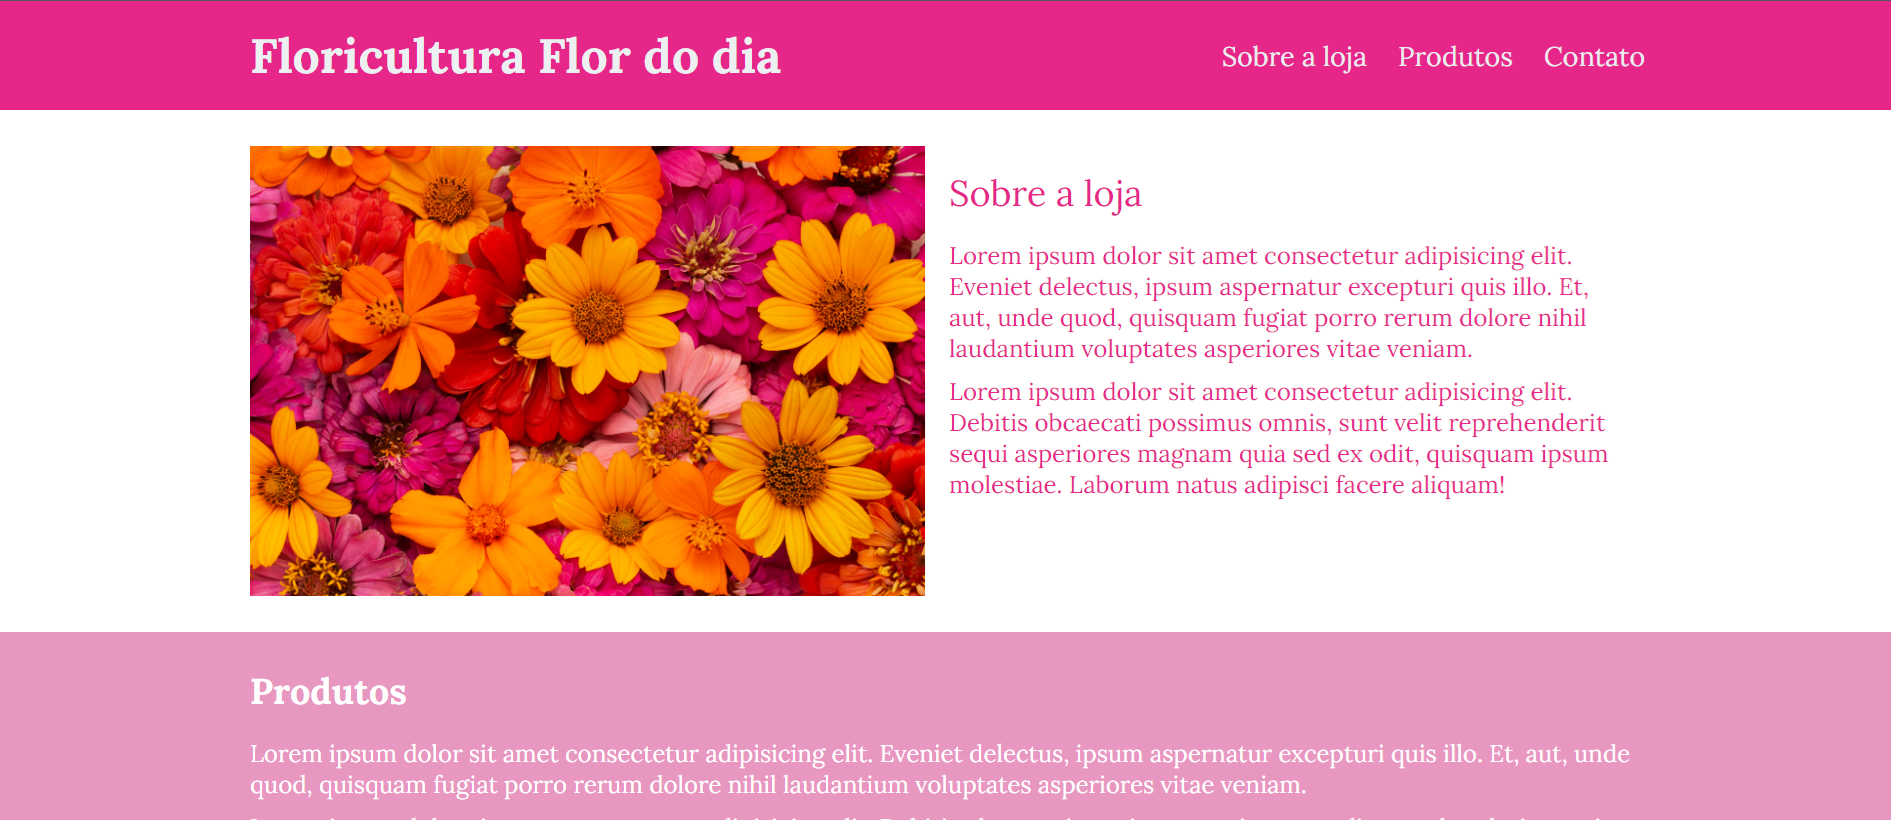 Floricultura Flor do dia
Sobre a loja Produtos Contato
Sobre a loja
Lorem ipsum dolor sit amet consectetur adipisicing elit.
Eveniet delectus, ipsum aspernatur excepturi quis illo. Et,
aut, unde quod, quisquam fugiat porro rerum dolore nihil
laudantium voluptates asperiores vitae veniam.
Lorem ipsum dolor sit amet consectetur adipisicing elit.
Debitis obcaecati possimus omnis, sunt velit reprehenderit
sequi asperiores magnam quia sed ex odit, quisquam ipsum
molestiae. Laborum natus adipisci facere aliquam!
Produtos
Lorem ipsum dolor sit amet consectetur adipisicing elit. Eveniet delectus, ipsum aspernatur excepturi quis illo. Et, aut, unde
quod, quisquam fugiat porro rerum dolore nihil laudantium voluptates asperiores vitae veniam.